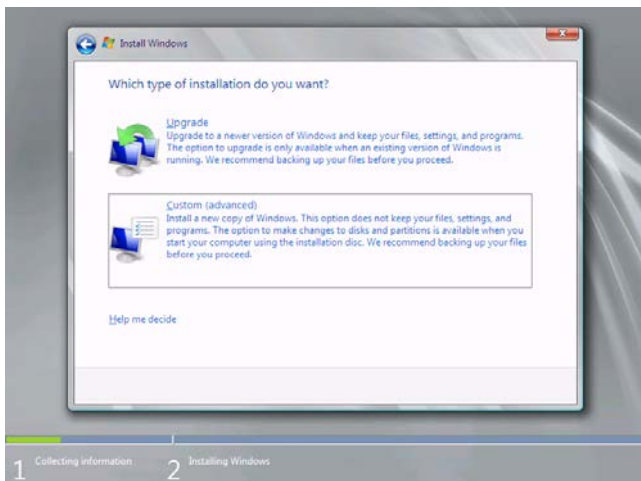 Install Windows
Which type of installation do you want?
Upgrade
Upgrade to a newer version of Windows and keep your files, settings, and programs.
The option to upgrade is only available when an existing version of Windows is
running. We recommend backing up your files before you proceed.
Custom (advanced)
Install a new copy of Windows. This option does not keep your files, settings, and
programs. The option to make changes to disks and partitions is available when you
start your computer using the installation disc. We recommend backing up your files
before you proceed.
Help me decide
1 Collecting information 2 Installing Windows